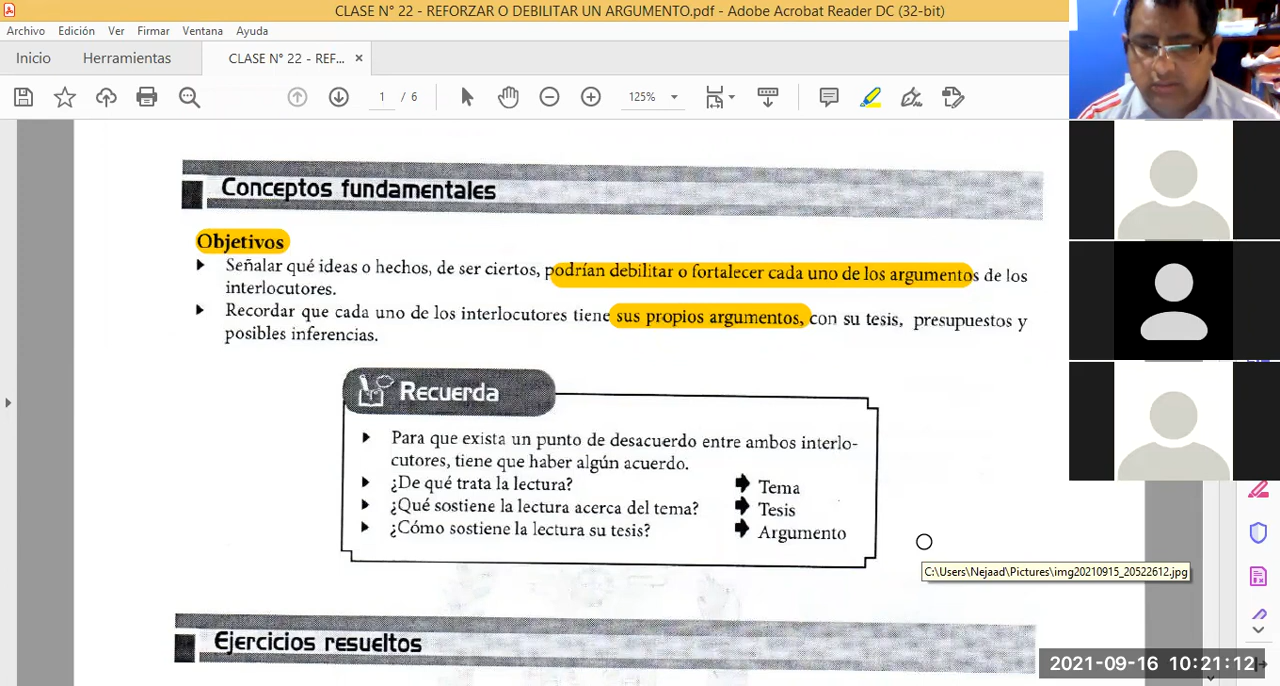 CLASE N° 22 - REFORZAR O DEBILITAR UN ARGUMENTO.pdf - Adobe Acrobat Reader DC (32-bit)
Archivo Edición Ver Firmar Ventana Ayuda
Inicio Herramientas CLASE N° 22 - REF... ×
1 / 6 125%
Conceptos fundamentales
Objetivos
Señalar qué ideas o hechos, de ser ciertos, podrían debilitar o fortalecer cada uno de los argumentos de los
interlocutores.
Recordar que cada uno de los interlocutores tiene sus propios argumentos, con su tesis, presupuestos y
posibles inferencias.
Recuerda
Para que exista un punto de desacuerdo entre ambos interlo-
cutores, tiene que haber algún acuerdo.
¿De qué trata la lectura? Tema
¿Qué sostiene la lectura acerca del tema? Tesis
¿Cómo sostiene la lectura su tesis? Argumento
C:\Users\Nejaad\Pictures\img20210915_20522612.jpg
Ejercicios resueltos
2021-09-16 10:21:12